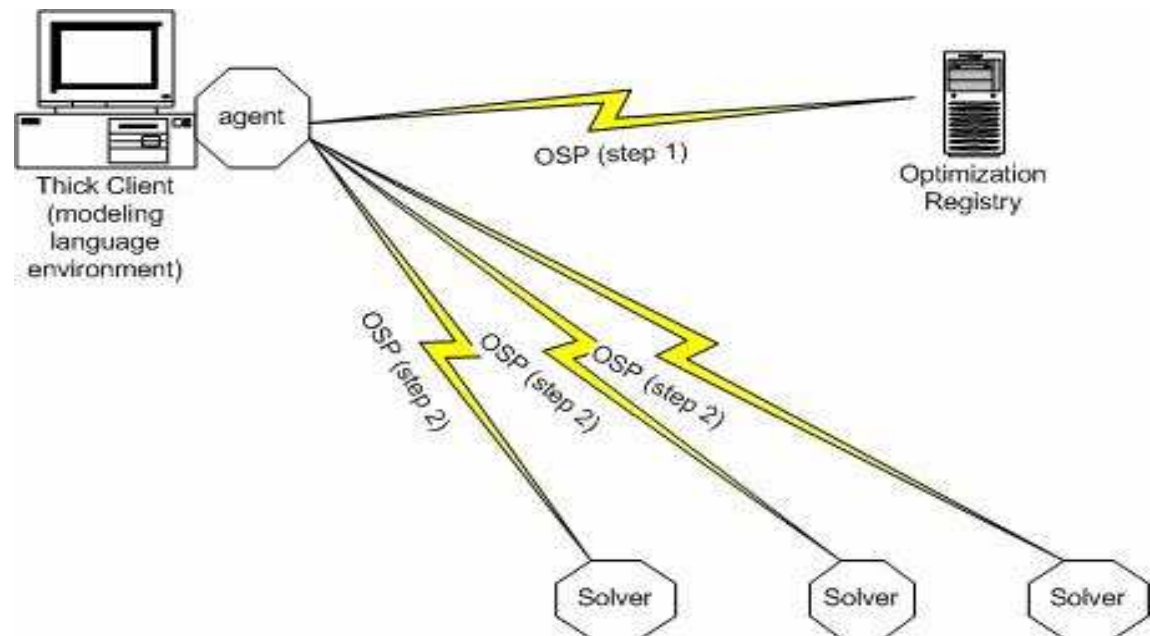 agent
OSP (step 1)
Optimization
Registry
Thick Client
(modeling
language
environment)
OSP (step 2)
OSP (step 2)
OSP (step 2)
Solver
Solver
Solver